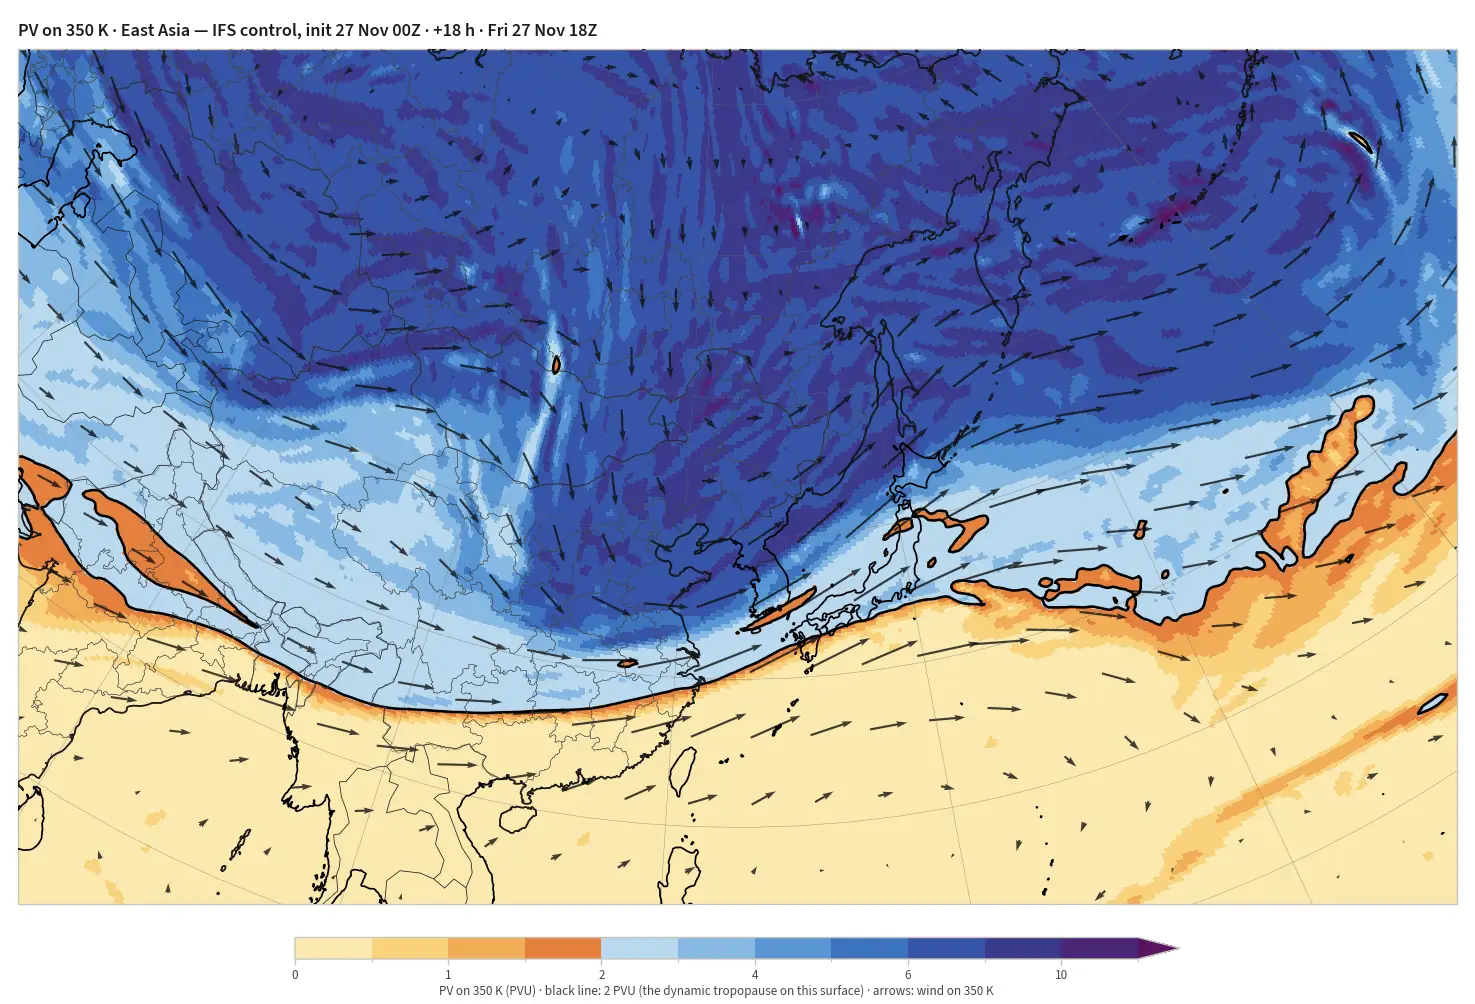 PV on 350 K · East Asia — IFS control, init 27 Nov 00Z · +18 h · Fri 27 Nov 18Z
0 1 2 4 6 10
PV on 350 K (PVU) · black line: 2 PVU (the dynamic tropopause on this surface) · arrows: wind on 350 K